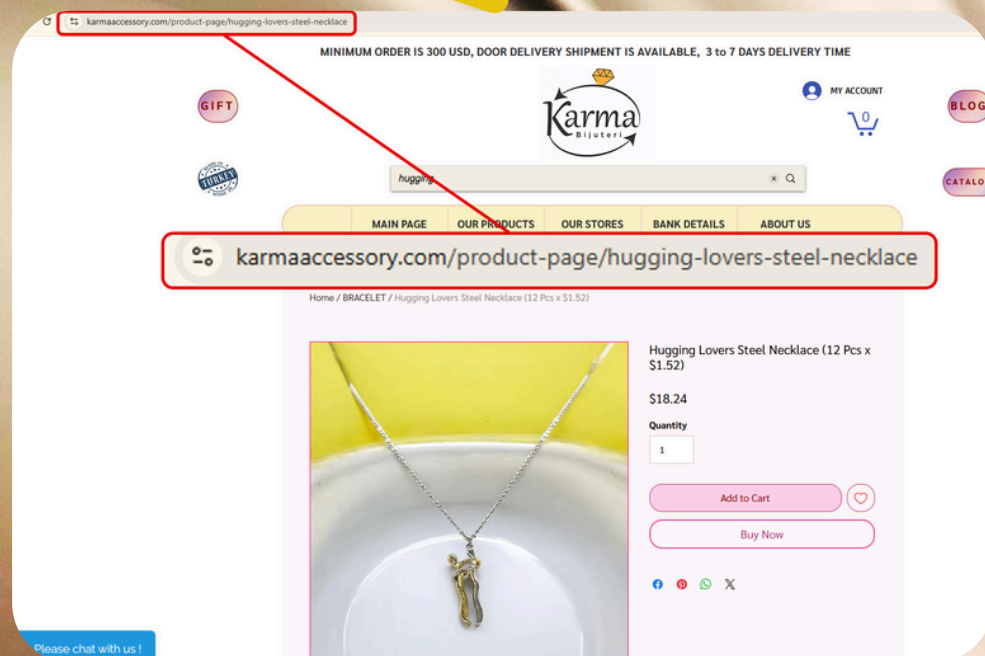 karmaaccessory.com/product-page/hugging-lovers-steel-necklace
MINIMUM ORDER IS 300 USD, DOOR DELIVERY SHIPMENT IS AVAILABLE, 3 to 7 DAYS DELIVERY TIME
GIFT
Karma
Bijuteri
MY ACCOUNT
0
BLOG
TURKEY
hugging
CATALO
MAIN PAGE OUR PRODUCTS OUR STORES BANK DETAILS ABOUT US
karmaaccessory.com/product-page/hugging-lovers-steel-necklace
Home / BRACELET / Hugging Lovers Steel Necklace (12 Pcs x $1.52)
Hugging Lovers Steel Necklace (12 Pcs x
$1.52)
$18.24
Quantity
1
Add to Cart
Buy Now
Please chat with us !